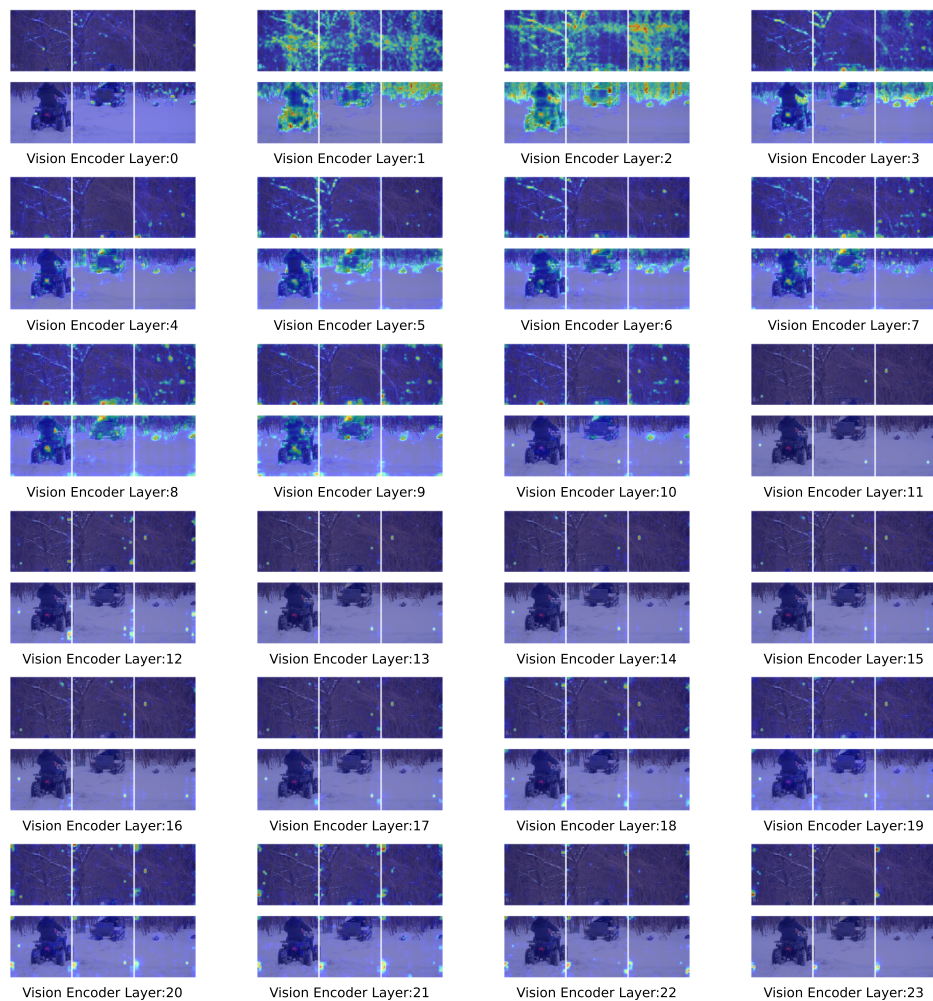 Vision Encoder Layer:0
Vision Encoder Layer:1
Vision Encoder Layer:2
Vision Encoder Layer:3
Vision Encoder Layer:4
Vision Encoder Layer:5
Vision Encoder Layer:6
Vision Encoder Layer:7
Vision Encoder Layer:8
Vision Encoder Layer:9
Vision Encoder Layer:10
Vision Encoder Layer:11
Vision Encoder Layer:12
Vision Encoder Layer:13
Vision Encoder Layer:14
Vision Encoder Layer:15
Vision Encoder Layer:16
Vision Encoder Layer:17
Vision Encoder Layer:18
Vision Encoder Layer:19
Vision Encoder Layer:20
Vision Encoder Layer:21
Vision Encoder Layer:22
Vision Encoder Layer:23